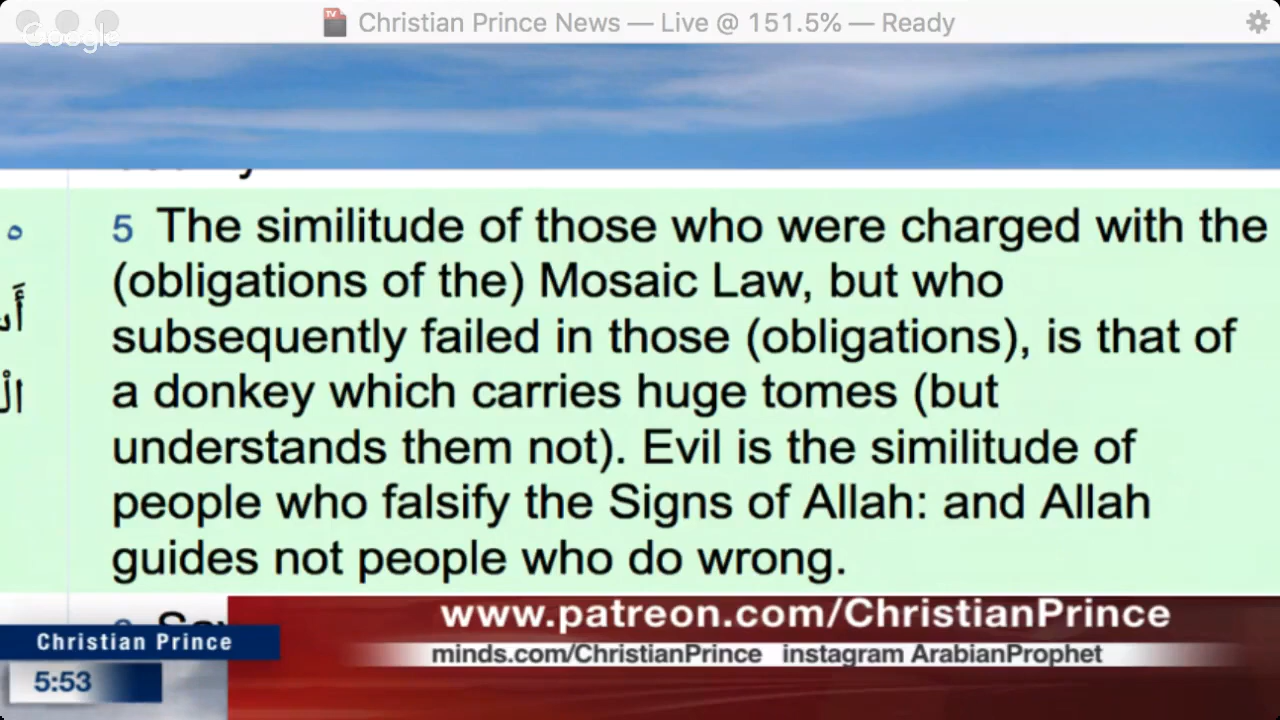 Christian Prince News — Live @ 151.5% — Ready
Google
5 The similitude of those who were charged with the
(obligations of the) Mosaic Law, but who
subsequently failed in those (obligations), is that of
a donkey which carries huge tomes (but
understands them not). Evil is the similitude of
people who falsify the Signs of Allah: and Allah
guides not people who do wrong.
٥
www.patreon.com/ChristianPrince
minds.com/ChristianPrince instagram ArabianProphet
Christian Prince
5:53